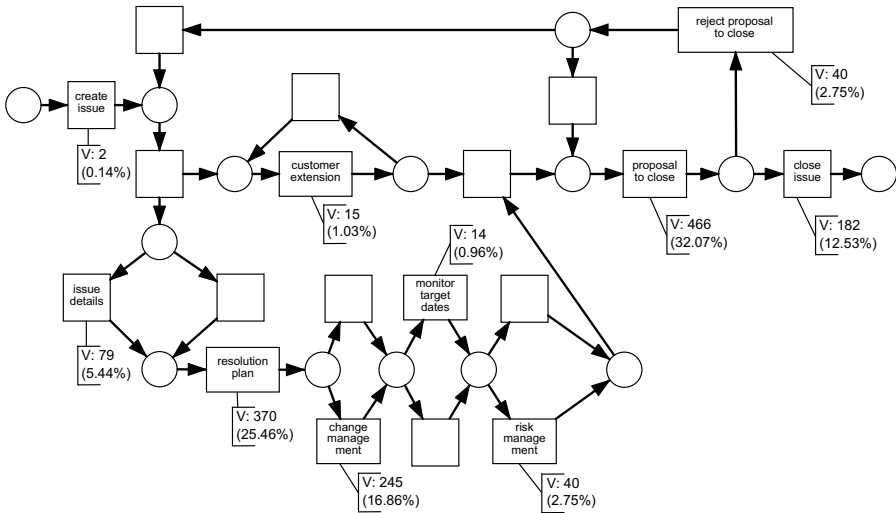 reject proposal
to close
V: 40
(2.75%)
create
issue
V: 2
(0.14%)
customer
extension
V: 15
(1.03%)
proposal
to close
V: 466
(32.07%)
close
issue
V: 182
(12.53%)
issue
details
V: 79
(5.44%)
V: 14
(0.96%)
monitor
target
dates
resolution
plan
V: 370
(25.46%)
change
manage
ment
V: 245
(16.86%)
risk
manage
ment
V: 40
(2.75%)